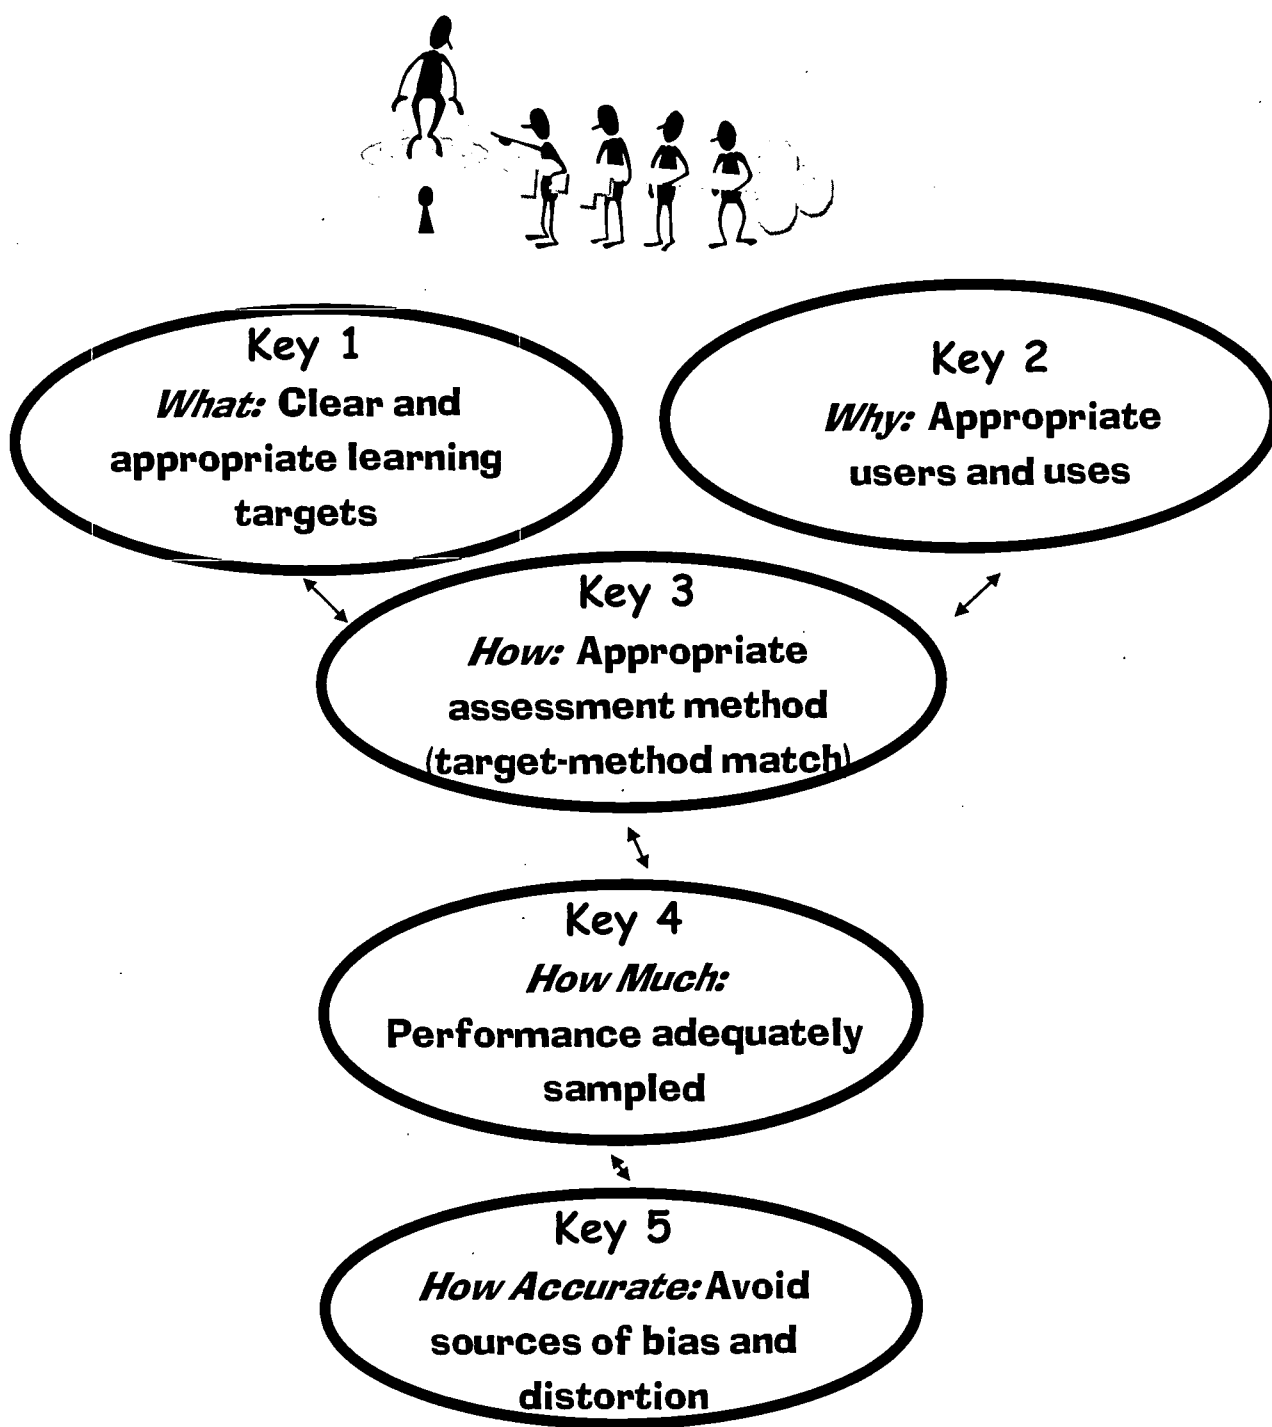 Key 1
What: Clear and
appropriate learning
targets
Key 2
Why: Appropriate
users and uses
Key 3
How: Appropriate
assessment method
(target-method match)
Key 4
How Much:
Performance adequately
sampled
Key 5
How Accurate: Avoid
sources of bias and
distortion